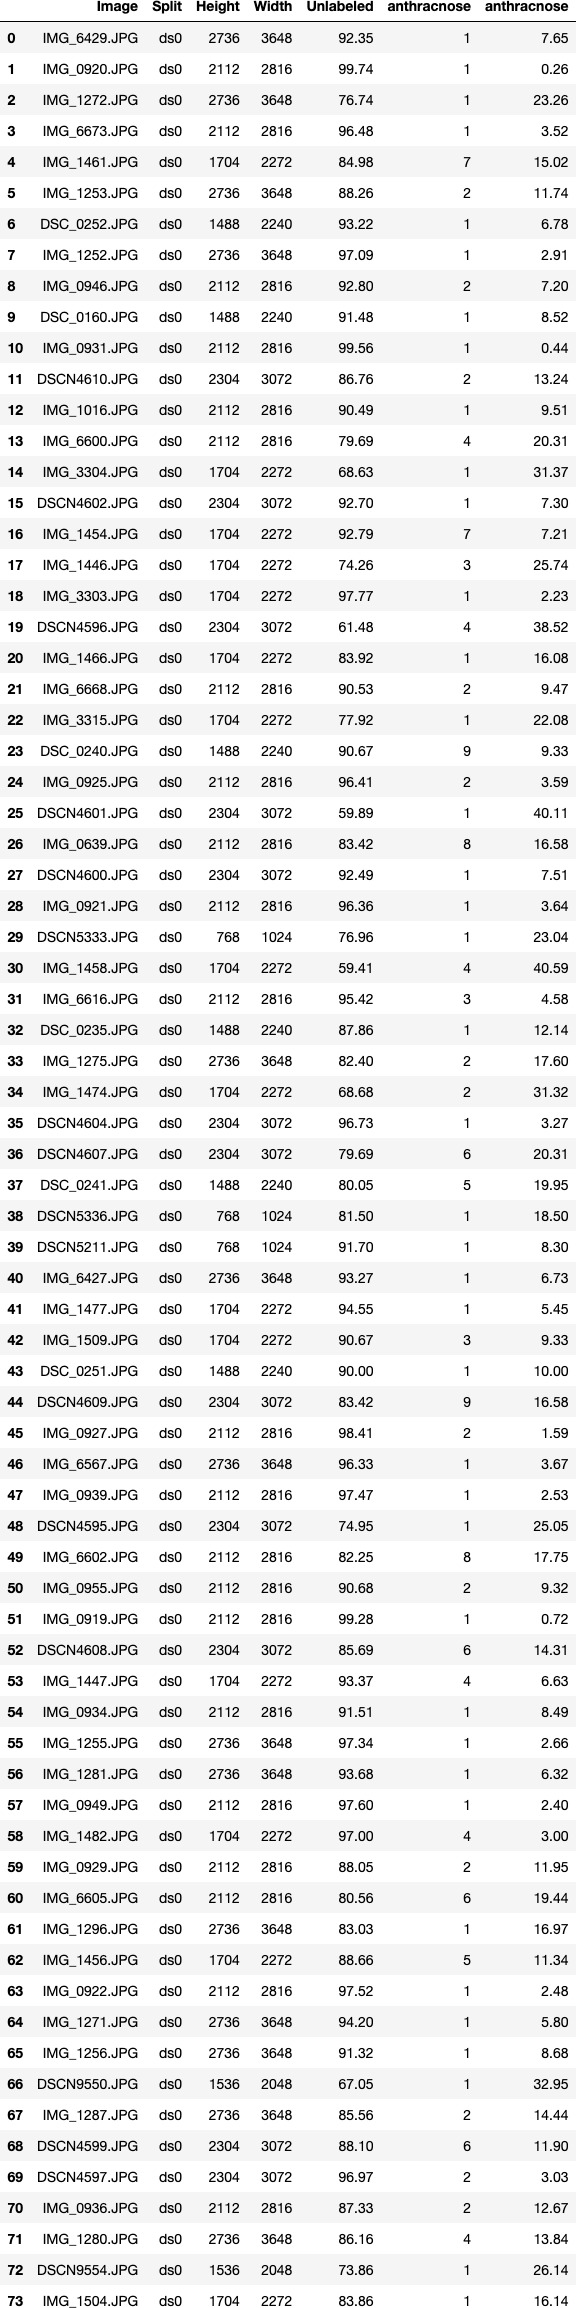 Image Split Height Width Unlabeled anthracnose anthracnose
0 IMG_6429.JPG ds0 2736 3648 92.35 1 7.65
1 IMG_0920.JPG ds0 2112 2816 99.74 1 0.26
2 IMG_1272.JPG ds0 2736 3648 76.74 1 23.26
3 IMG_6673.JPG ds0 2112 2816 96.48 1 3.52
4 IMG_1461.JPG ds0 1704 2272 84.98 7 15.02
5 IMG_1253.JPG ds0 2736 3648 88.26 2 11.74
6 DSC_0252.JPG ds0 1488 2240 93.22 1 6.78
7 IMG_1252.JPG ds0 2736 3648 97.09 1 2.91
8 IMG_0946.JPG ds0 2112 2816 92.80 2 7.20
9 DSC_0160.JPG ds0 1488 2240 91.48 1 8.52
10 IMG_0931.JPG ds0 2112 2816 99.56 1 0.44
11 DSCN4610.JPG ds0 2304 3072 86.76 2 13.24
12 IMG_1016.JPG ds0 2112 2816 90.49 1 9.51
13 IMG_6600.JPG ds0 2112 2816 79.69 4 20.31
14 IMG_3304.JPG ds0 1704 2272 68.63 1 31.37
15 DSCN4602.JPG ds0 2304 3072 92.70 1 7.30
16 IMG_1454.JPG ds0 1704 2272 92.79 7 7.21
17 IMG_1446.JPG ds0 1704 2272 74.26 3 25.74
18 IMG_3303.JPG ds0 1704 2272 97.77 1 2.23
19 DSCN4596.JPG ds0 2304 3072 61.48 4 38.52
20 IMG_1466.JPG ds0 1704 2272 83.92 1 16.08
21 IMG_6668.JPG ds0 2112 2816 90.53 2 9.47
22 IMG_3315.JPG ds0 1704 2272 77.92 1 22.08
23 DSC_0240.JPG ds0 1488 2240 90.67 9 9.33
24 IMG_0925.JPG ds0 2112 2816 96.41 2 3.59
25 DSCN4601.JPG ds0 2304 3072 59.89 1 40.11
26 IMG_0639.JPG ds0 2112 2816 83.42 8 16.58
27 DSCN4600.JPG ds0 2304 3072 92.49 1 7.51
28 IMG_0921.JPG ds0 2112 2816 96.36 1 3.64
29 DSCN5333.JPG ds0 768 1024 76.96 1 23.04
30 IMG_1458.JPG ds0 1704 2272 59.41 4 40.59
31 IMG_6616.JPG ds0 2112 2816 95.42 3 4.58
32 DSC_0235.JPG ds0 1488 2240 87.86 1 12.14
33 IMG_1275.JPG ds0 2736 3648 82.40 2 17.60
34 IMG_1474.JPG ds0 1704 2272 68.68 2 31.32
35 DSCN4604.JPG ds0 2304 3072 96.73 1 3.27
36 DSCN4607.JPG ds0 2304 3072 79.69 6 20.31
37 DSC_0241.JPG ds0 1488 2240 80.05 5 19.95
38 DSCN5336.JPG ds0 768 1024 81.50 1 18.50
39 DSCN5211.JPG ds0 768 1024 91.70 1 8.30
40 IMG_6427.JPG ds0 2736 3648 93.27 1 6.73
41 IMG_1477.JPG ds0 1704 2272 94.55 1 5.45
42 IMG_1509.JPG ds0 1704 2272 90.67 3 9.33
43 DSC_0251.JPG ds0 1488 2240 90.00 1 10.00
44 DSCN4609.JPG ds0 2304 3072 83.42 9 16.58
45 IMG_0927.JPG ds0 2112 2816 98.41 2 1.59
46 IMG_6567.JPG ds0 2736 3648 96.33 1 3.67
47 IMG_0939.JPG ds0 2112 2816 97.47 1 2.53
48 DSCN4595.JPG ds0 2304 3072 74.95 1 25.05
49 IMG_6602.JPG ds0 2112 2816 82.25 8 17.75
50 IMG_0955.JPG ds0 2112 2816 90.68 2 9.32
51 IMG_0919.JPG ds0 2112 2816 99.28 1 0.72
52 DSCN4608.JPG ds0 2304 3072 85.69 6 14.31
53 IMG_1447.JPG ds0 1704 2272 93.37 4 6.63
54 IMG_0934.JPG ds0 2112 2816 91.51 1 8.49
55 IMG_1255.JPG ds0 2736 3648 97.34 1 2.66
56 IMG_1281.JPG ds0 2736 3648 93.68 1 6.32
57 IMG_0949.JPG ds0 2112 2816 97.60 1 2.40
58 IMG_1482.JPG ds0 1704 2272 97.00 4 3.00
59 IMG_0929.JPG ds0 2112 2816 88.05 2 11.95
60 IMG_6605.JPG ds0 2112 2816 80.56 6 19.44
61 IMG_1296.JPG ds0 2736 3648 83.03 1 16.97
62 IMG_1456.JPG ds0 1704 2272 88.66 5 11.34
63 IMG_0922.JPG ds0 2112 2816 97.52 1 2.48
64 IMG_1271.JPG ds0 2736 3648 94.20 1 5.80
65 IMG_1256.JPG ds0 2736 3648 91.32 1 8.68
66 DSCN9550.JPG ds0 1536 2048 67.05 1 32.95
67 IMG_1287.JPG ds0 2736 3648 85.56 2 14.44
68 DSCN4599.JPG ds0 2304 3072 88.10 6 11.90
69 DSCN4597.JPG ds0 2304 3072 96.97 2 3.03
70 IMG_0936.JPG ds0 2112 2816 87.33 2 12.67
71 IMG_1280.JPG ds0 2736 3648 86.16 4 13.84
72 DSCN9554.JPG ds0 1536 2048 73.86 1 26.14
73 IMG_1504.JPG ds0 1704 2272 83.86 1 16.14